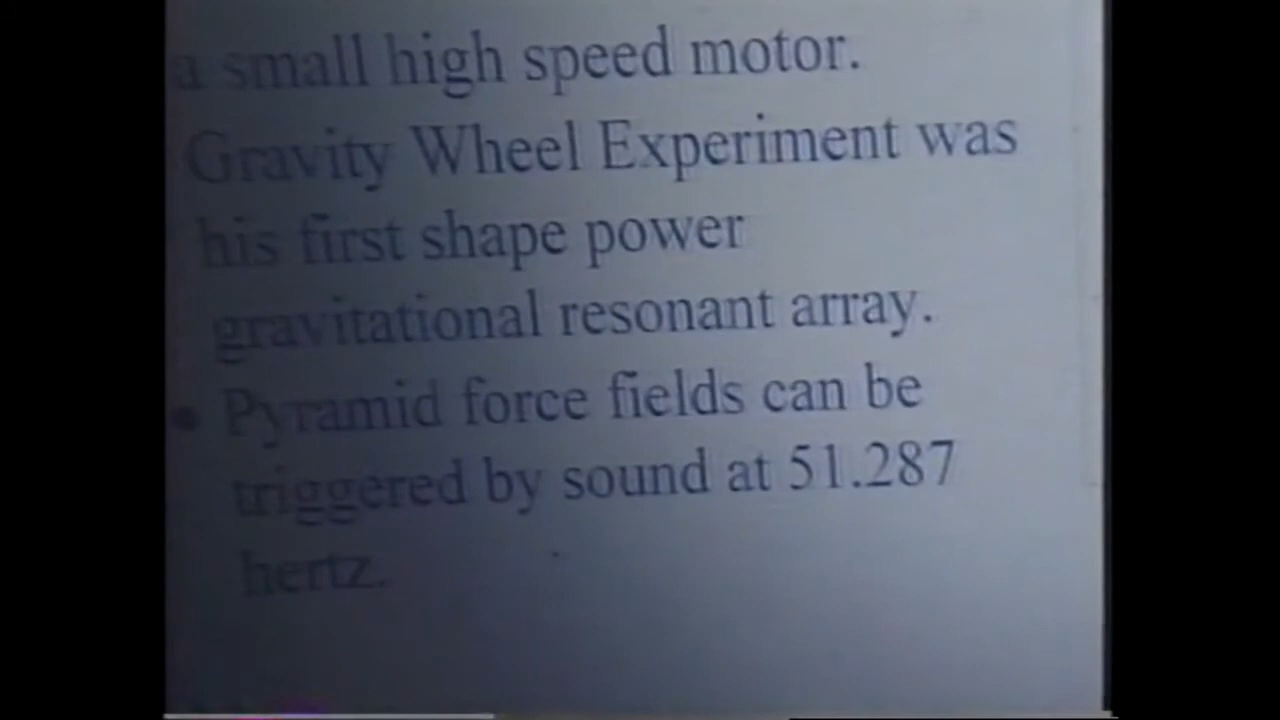 a small high speed motor.
Gravity Wheel Experiment was
his first shape power
gravitational resonant array.
• Pyramid force fields can be
triggered by sound at 51.287
hertz.